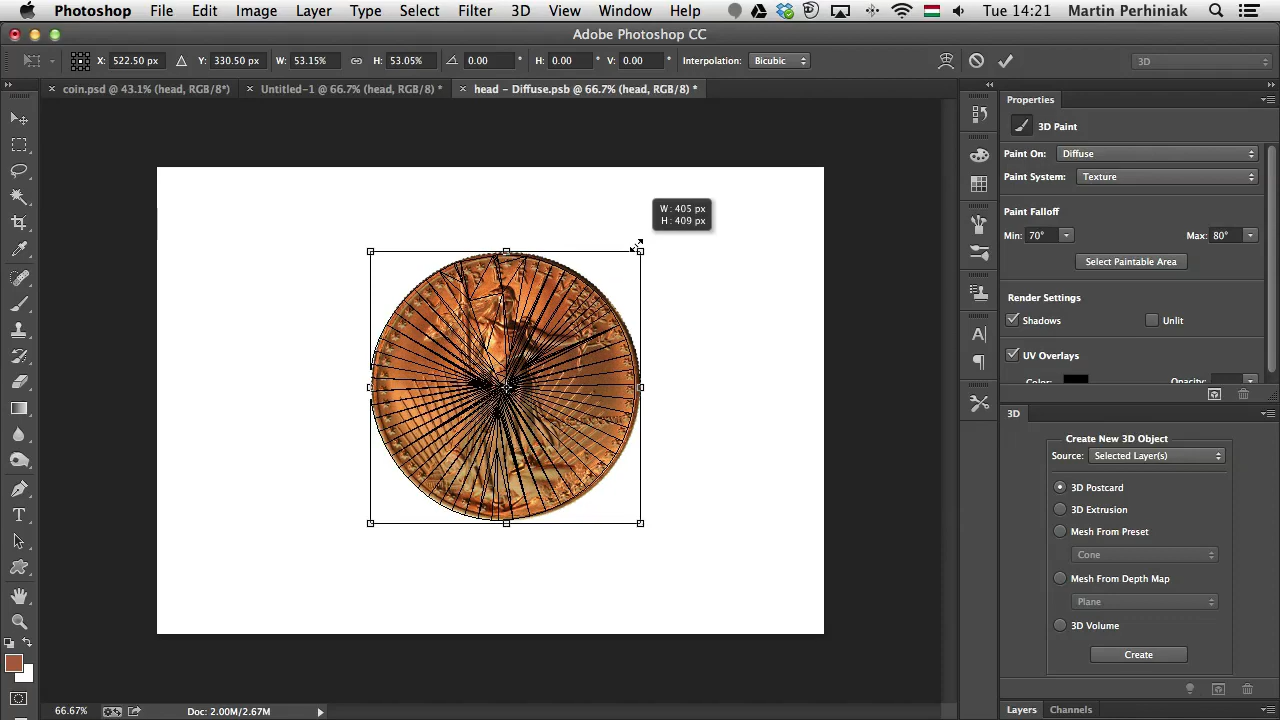 Photoshop File Edit Image Layer Type Select Filter 3D View Window Help Tue 14:21 Martin Perhiniak
Adobe Photoshop CC
X: 522.50 px Y: 330.50 px W: 53.15% H: 53.05% 0.00 ° H: 0.00 ° V: 0.00 ° Interpolation: Bicubic 3D
coin.psd @ 43.1% (head, RGB/8*) Untitled-1 @ 66.7% (head, RGB/8) * head - Diffuse.psb @ 66.7% (head, RGB/8) *
Properties
3D Paint
Paint On: Diffuse
Paint System: Texture
Paint Falloff
Min: 70° Max: 80°
Select Paintable Area
Render Settings
Shadows Unlit
UV Overlays
Color: Opacity:
W: 405 px
H: 409 px
3D
Create New 3D Object
Source: Selected Layer(s)
3D Postcard
3D Extrusion
Mesh From Preset
Cone
Mesh From Depth Map
Plane
3D Volume
Create
66.67% Doc: 2.00M/2.67M
Layers Channels